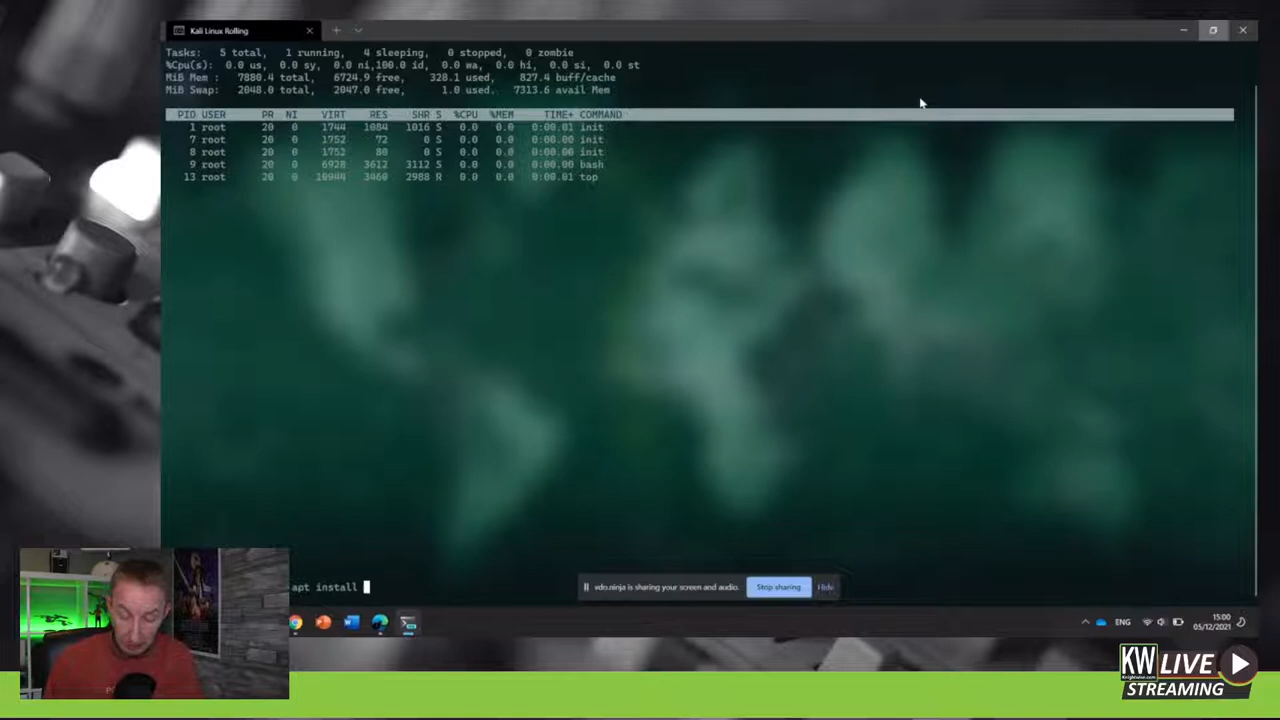 Kali Linux Rolling
Tasks: 5 total, 1 running, 4 sleeping, 0 stopped, 0 zombie
%Cpu(s): 0.0 us, 0.0 sy, 0.0 ni,100.0 id, 0.0 wa, 0.0 hi, 0.0 si, 0.0 st
MiB Mem : 7880.4 total, 6724.9 free, 328.1 used, 827.4 buff/cache
MiB Swap: 2048.0 total, 2047.0 free, 1.0 used, 7313.6 avail Mem
PID USER PR NI VIRT RES SHR S %CPU %MEM TIME+ COMMAND
1 root 20 0 1744 1084 1016 S 0.0 0.0 0:00.01 init
7 root 20 0 1752 72 0 S 0.0 0.0 0:00.00 init
8 root 20 0 1752 80 0 S 0.0 0.0 0:00.00 init
9 root 20 0 6928 3612 3112 S 0.0 0.0 0:00.00 bash
13 root 20 0 10944 3460 2988 R 0.0 0.0 0:00.01 top
apt install
vdo.ninja is sharing your screen and audio. Stop sharing Hide
ENG
15:00
05/12/2021
KW LIVE
Knightwise.com
STREAMING